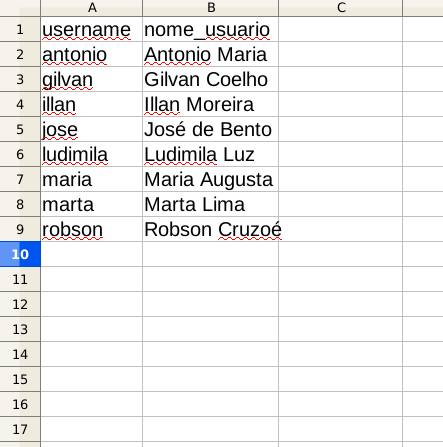 A B C
1 username nome_usuario
2 antonio Antonio Maria
3 gilvan Gilvan Coelho
4 illan Illan Moreira
5 jose José de Bento
6 ludimila Ludimila Luz
7 maria Maria Augusta
8 marta Marta Lima
9 robson Robson Cruzoé
10
11
12
13
14
15
16
17